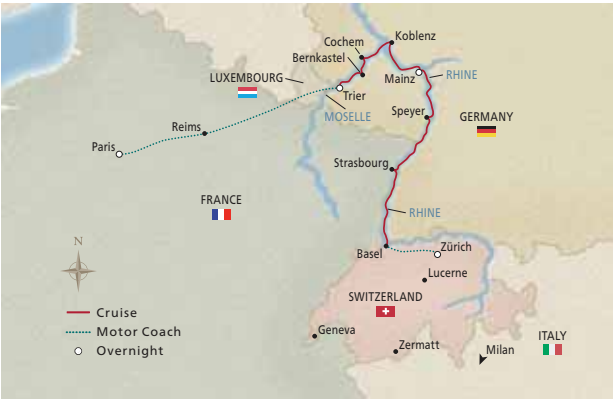 Koblenz
Cochem
Bernkastel
LUXEMBOURG
Mainz
RHINE
Trier
MOSELLE
Speyer
GERMANY
Reims
Paris
Strasbourg
FRANCE
RHINE
N
Basel
Zürich
Lucerne
SWITZERLAND
Cruise
Motor Coach
Overnight
Geneva
Zermatt
ITALY
Milan